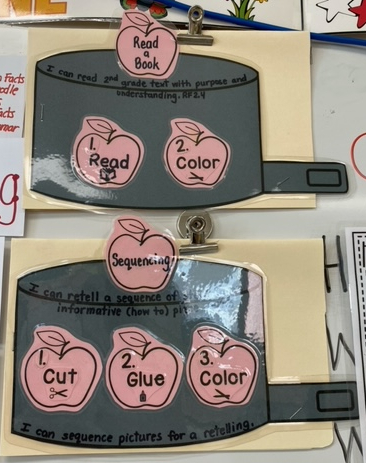 Facts
Read
a
Book
I can read 2nd grade text with purpose and
understanding. RF2.4
1.
Read
2.
Color
Sequencing
I can retell a sequence of
informative (how to)
1.
Cut
2.
Glue
3.
Color
I can sequence pictures for a retelling.
H
W
W